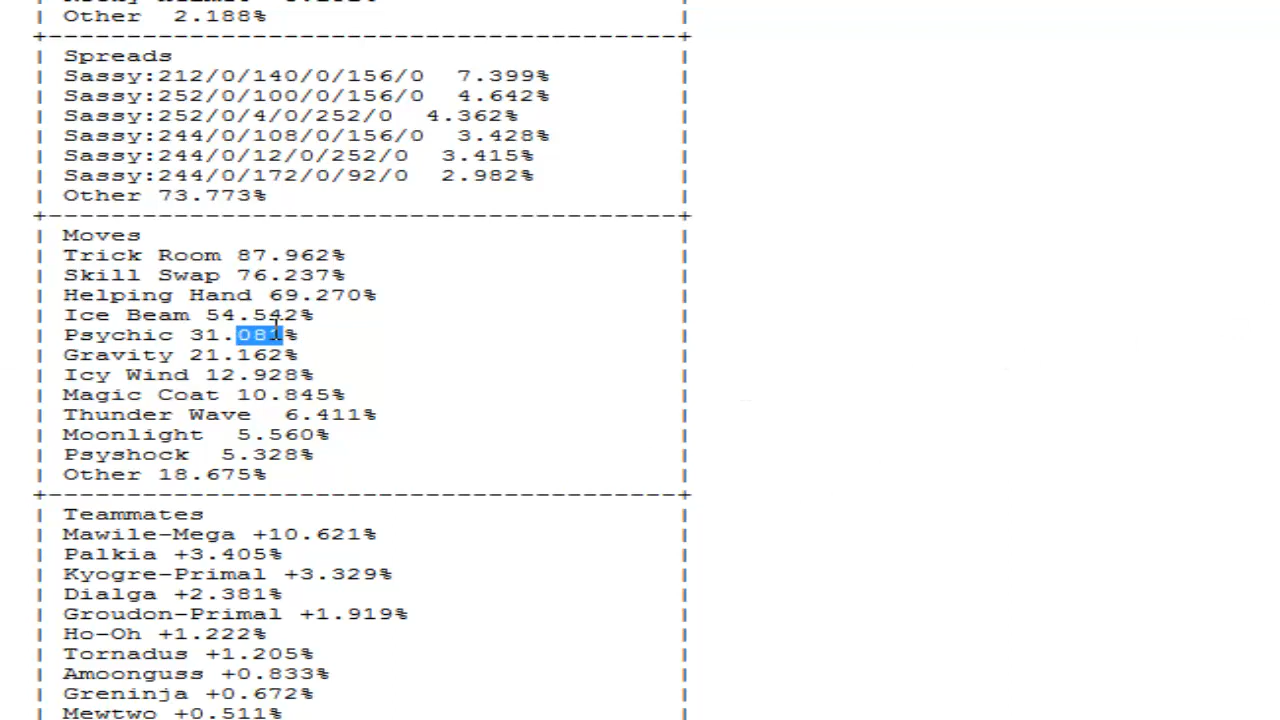 | Other  2.188% |
+----------------------------------------+
| Spreads |
| Sassy:212/0/140/0/156/0  7.399% |
| Sassy:252/0/100/0/156/0  4.642% |
| Sassy:252/0/4/0/252/0  4.362% |
| Sassy:244/0/108/0/156/0  3.428% |
| Sassy:244/0/12/0/252/0  3.415% |
| Sassy:244/0/172/0/92/0  2.982% |
| Other 73.773% |
+----------------------------------------+
| Moves |
| Trick Room 87.962% |
| Skill Swap 76.237% |
| Helping Hand 69.270% |
| Ice Beam 54.542% |
| Psychic 31.081% |
| Gravity 21.162% |
| Icy Wind 12.928% |
| Magic Coat 10.845% |
| Thunder Wave  6.411% |
| Moonlight  5.560% |
| Psyshock  5.328% |
| Other 18.675% |
+----------------------------------------+
| Teammates |
| Mawile-Mega +10.621% |
| Palkia +3.405% |
| Kyogre-Primal +3.329% |
| Dialga +2.381% |
| Groudon-Primal +1.919% |
| Ho-Oh +1.222% |
| Tornadus +1.205% |
| Amoonguss +0.833% |
| Greninja +0.672% |
| Mewtwo +0.511% |